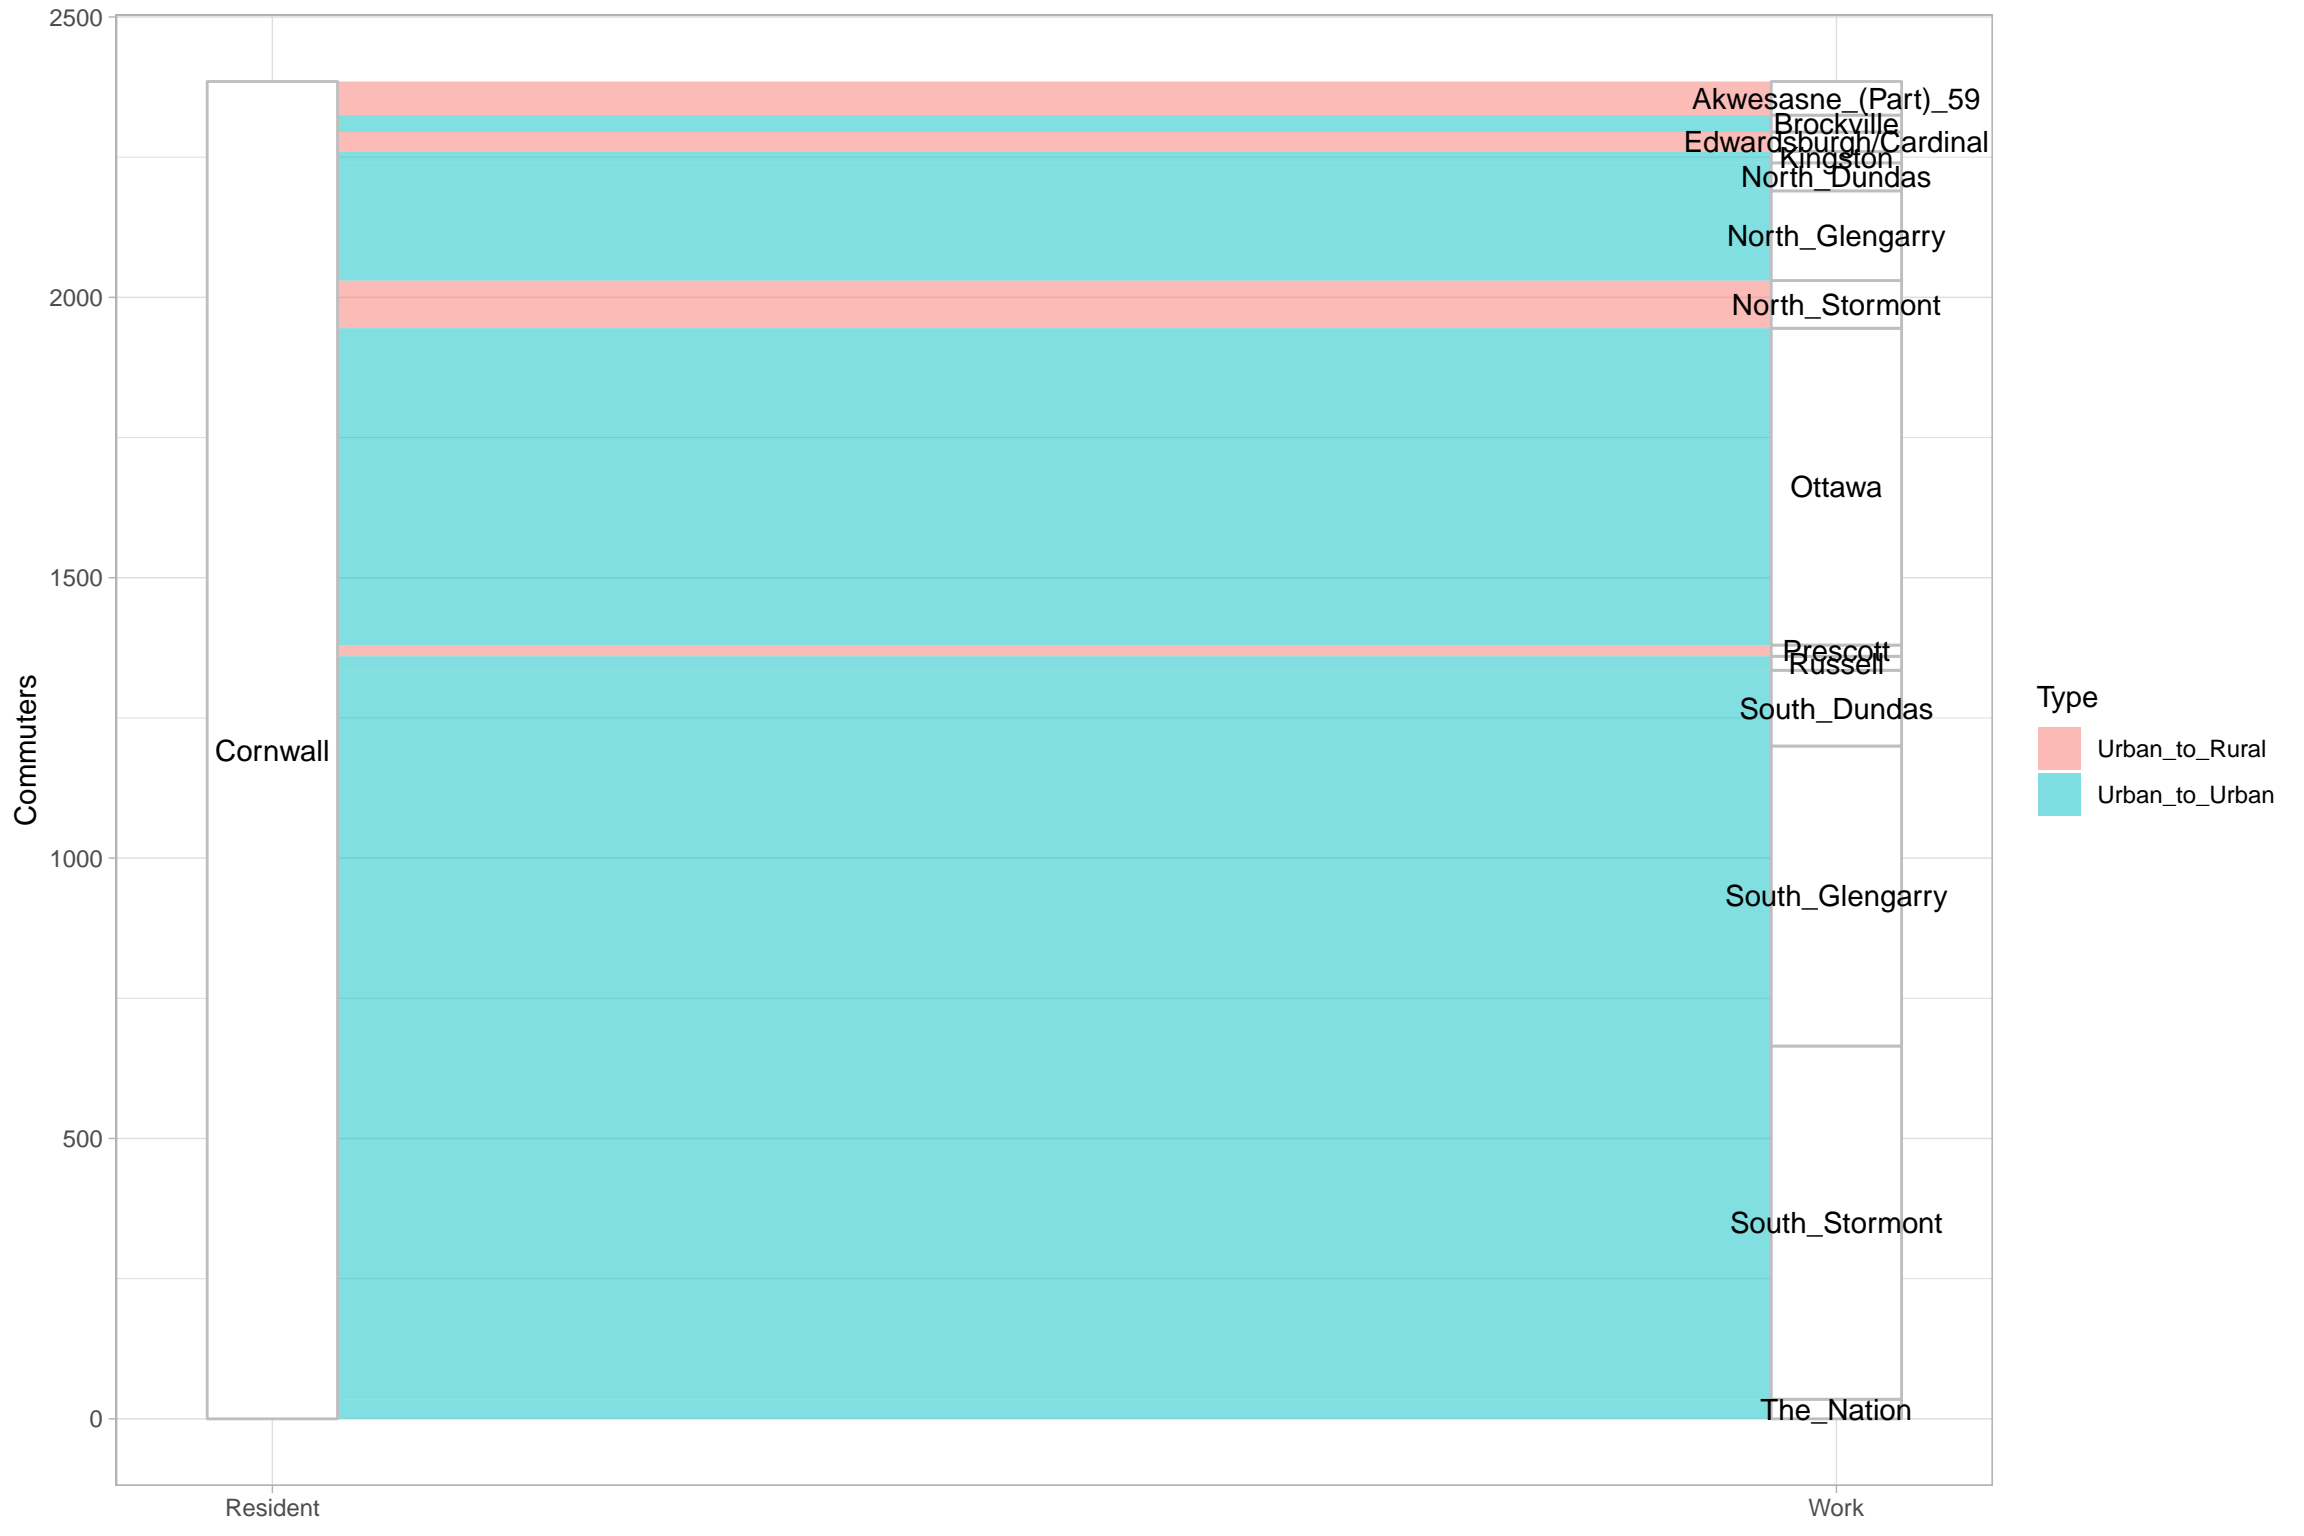 2500
2000
1500
1000
500
0
Commuters
Cornwall
Akwesasne_(Part)_59
Brockville
Edwardsburgh/Cardinal
Kingston
North_Dundas
North_Glengarry
North_Stormont
Ottawa
Prescott
Russell
South_Dundas
South_Glengarry
South_Stormont
The_Nation
Resident
Work
Type
Urban_to_Rural
Urban_to_Urban